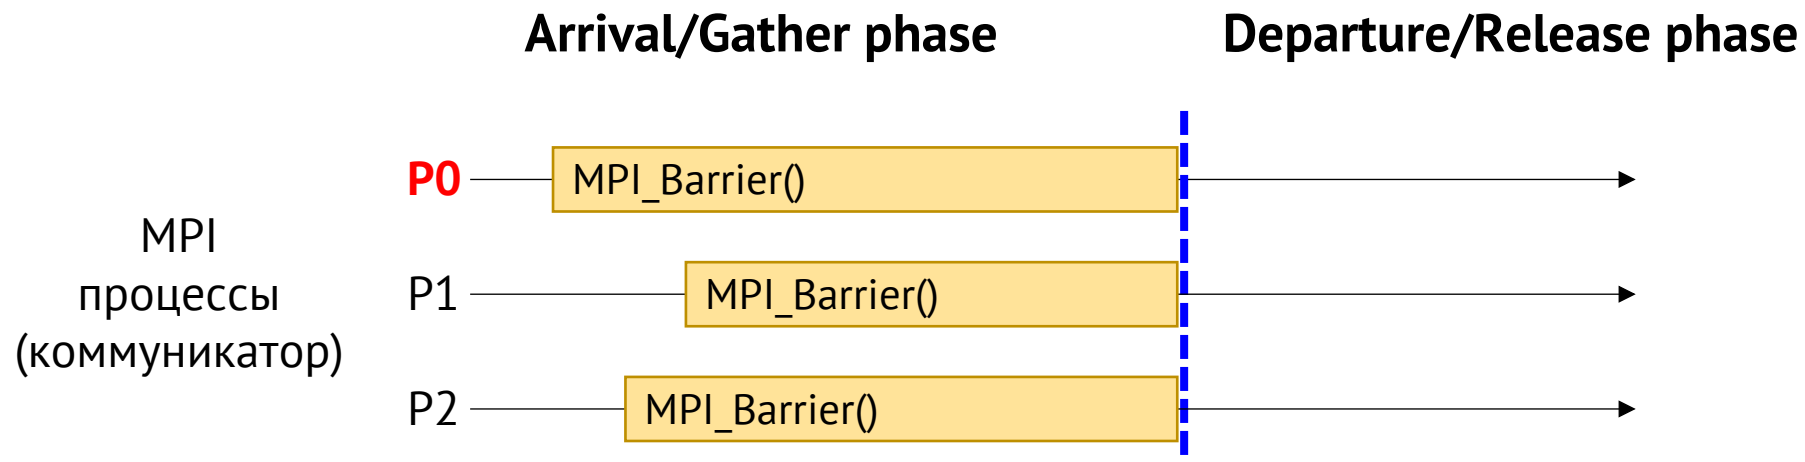 Arrival/Gather phase
Departure/Release phase
P0
MPI_Barrier()
MPI
процессы
(коммуникатор)
P1
MPI_Barrier()
P2
MPI_Barrier()